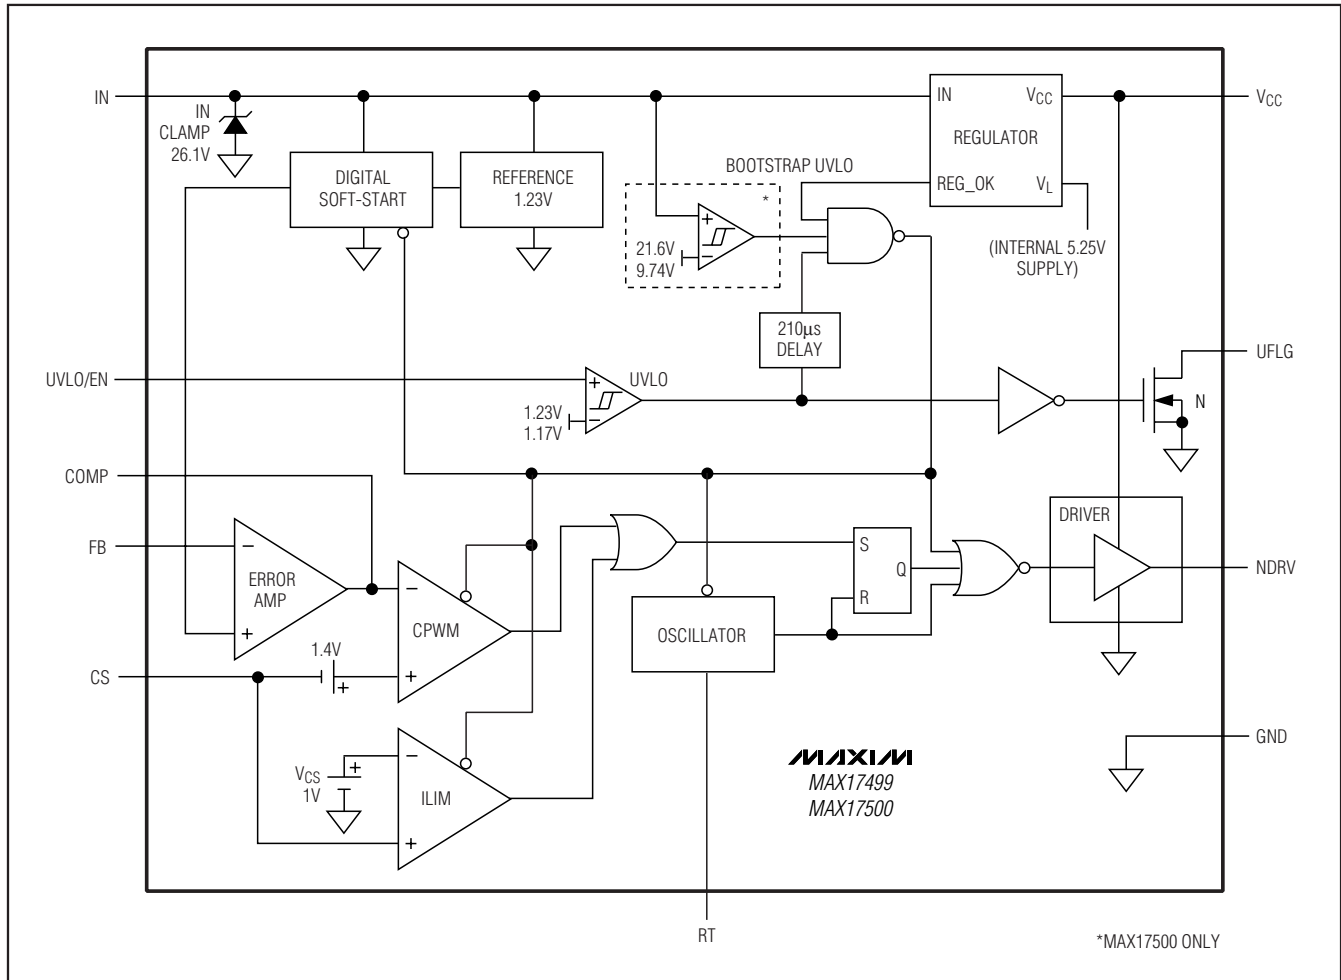 IN
IN
CLAMP
26.1V
DIGITAL
SOFT-START
REFERENCE
1.23V
BOOTSTRAP UVLO
*
+
−
21.6V
9.74V
IN
VCC
REGULATOR
REG_OK
VL
VCC
(INTERNAL 5.25V
SUPPLY)
210µs
DELAY
UVLO/EN
+
−
UVLO
1.23V
1.17V
UFLG
N
COMP
FB
−
ERROR
AMP
+
−
CPWM
+
1.4V
+
CS
S
Q
R
OSCILLATOR
DRIVER
NDRV
VCS
1V
+
−
ILIM
+
MAXIM
MAX17499
MAX17500
GND
RT
*MAX17500 ONLY